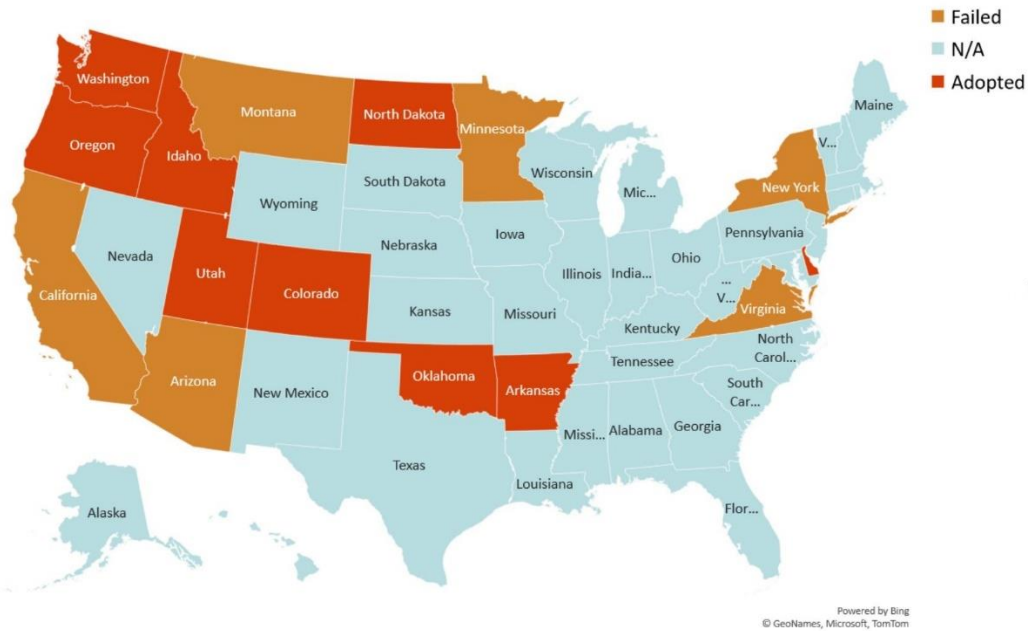 Failed
N/A
Adopted
Washington
Montana
North Dakota
Minnesota
Maine
Oregon
Idaho
V...
Wisconsin
South Dakota
Mic...
New York
Wyoming
Iowa
Pennsylvania
Nebraska
Nevada
Ohio
Illinois
India...
Utah
...
V...
California
Colorado
Kansas
Missouri
Virginia
Kentucky
North
Carol...
Tennessee
Oklahoma
Arizona
Arkansas
New Mexico
South
Car...
Missi...
Alabama
Georgia
Texas
Louisiana
Alaska
Flor...
Powered by Bing
© GeoNames, Microsoft, TomTom